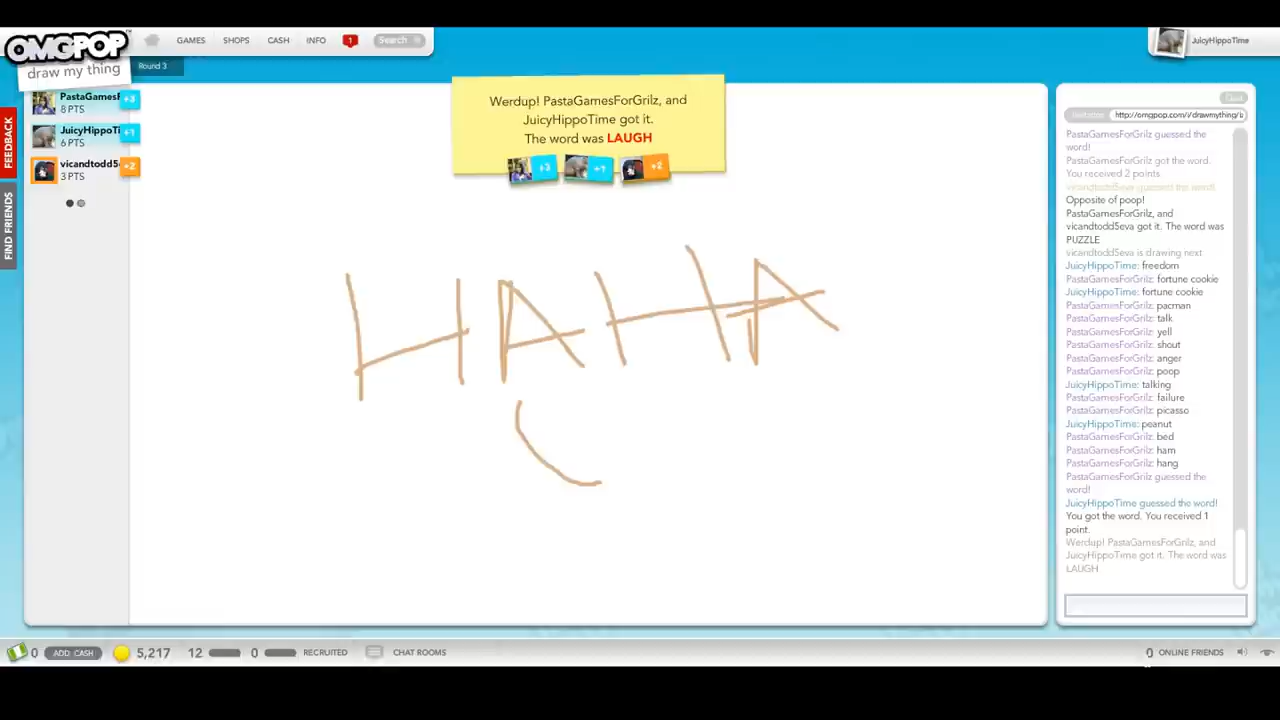 OMGPOP
draw my thing
GAMES SHOPS CASH INFO 1 Search
JuicyHippoTime
Round 3
FEEDBACK
FIND FRIENDS
PastaGamesF +3
8 PTS
JuicyHippoTi +1
6 PTS
vicandtodd5 +2
3 PTS
Werdup! PastaGamesForGrilz, and
JuicyHippoTime got it.
The word was LAUGH
+3 +1 +2
HAHA
Quit
Invitation http://omgpop.com/i/drawmything/
PastaGamesForGrilz guessed the
word!
PastaGamesForGrilz got the word.
You received 2 points.
vicandtodd5eva guessed the word!
Opposite of poop!
PastaGamesForGrilz, and
vicandtodd5eva got it. The word was
PUZZLE
vicandtodd5eva is drawing next
JuicyHippoTime: freedom
PastaGamesForGrilz: fortune cookie
JuicyHippoTime: fortune cookie
PastaGamesForGrilz: pacman
PastaGamesForGrilz: talk
PastaGamesForGrilz: yell
PastaGamesForGrilz: shout
PastaGamesForGrilz: anger
PastaGamesForGrilz: poop
JuicyHippoTime: talking
PastaGamesForGrilz: failure
PastaGamesForGrilz: picasso
JuicyHippoTime: peanut
PastaGamesForGrilz: bed
PastaGamesForGrilz: ham
PastaGamesForGrilz: hang
PastaGamesForGrilz guessed the
word!
JuicyHippoTime guessed the word!
You got the word. You received 1
point.
Werdup! PastaGamesForGrilz, and
JuicyHippoTime got it. The word was
LAUGH
0 ADD CASH 5,217 12 0 RECRUITED CHAT ROOMS 0 ONLINE FRIENDS